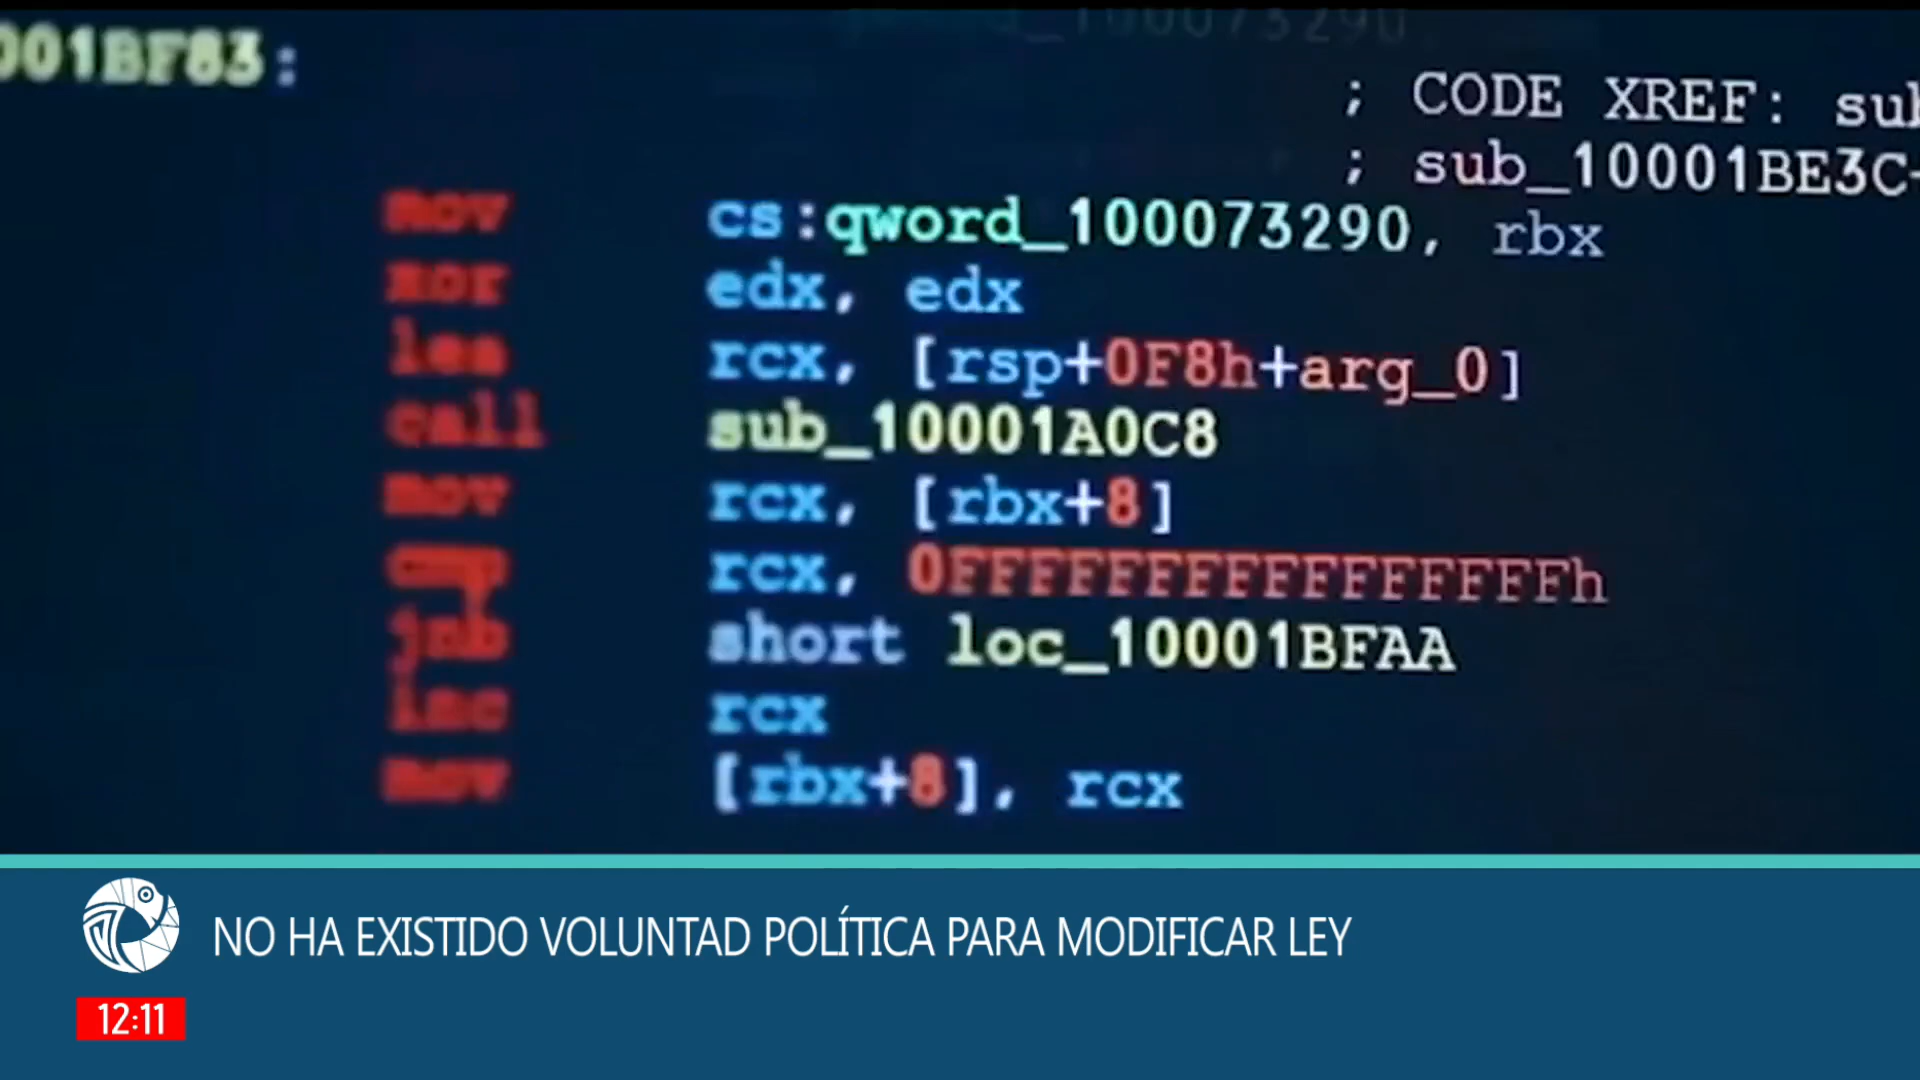 001BF83:
; CODE XREF: sub
; sub_10001BE3C-
mov cs:qword_100073290, rbx
xor edx, edx
lea rcx, [rsp+0F8h+arg_0]
call sub_10001A0C8
mov rcx, [rbx+8]
cmp rcx, 0FFFFFFFFFFFFFFFFh
jnb short loc_10001BFAA
inc rcx
mov [rbx+8], rcx
NO HA EXISTIDO VOLUNTAD POLÍTICA PARA MODIFICAR LEY
12:11